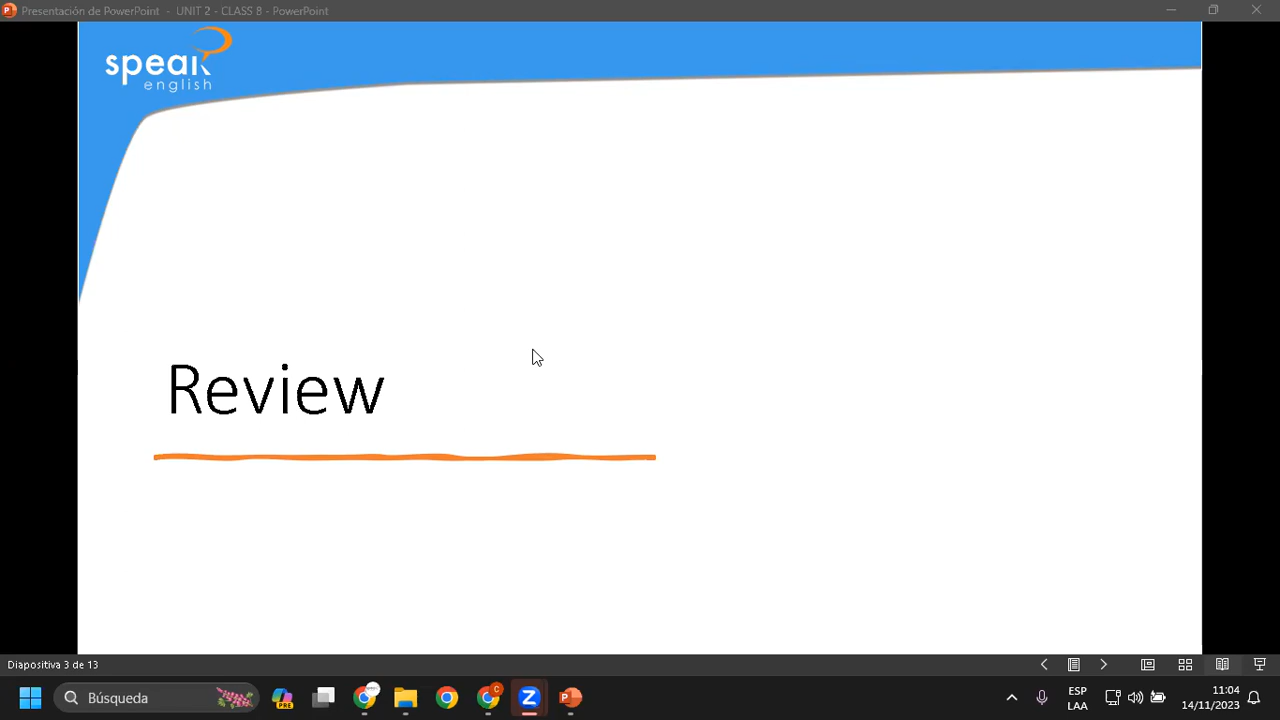 Presentación de PowerPoint - UNIT 2 - CLASS 8 - PowerPoint
speak
english
Review
Diapositiva 3 de 13
Búsqueda
PRE
C
ESP
LAA
11:04
14/11/2023